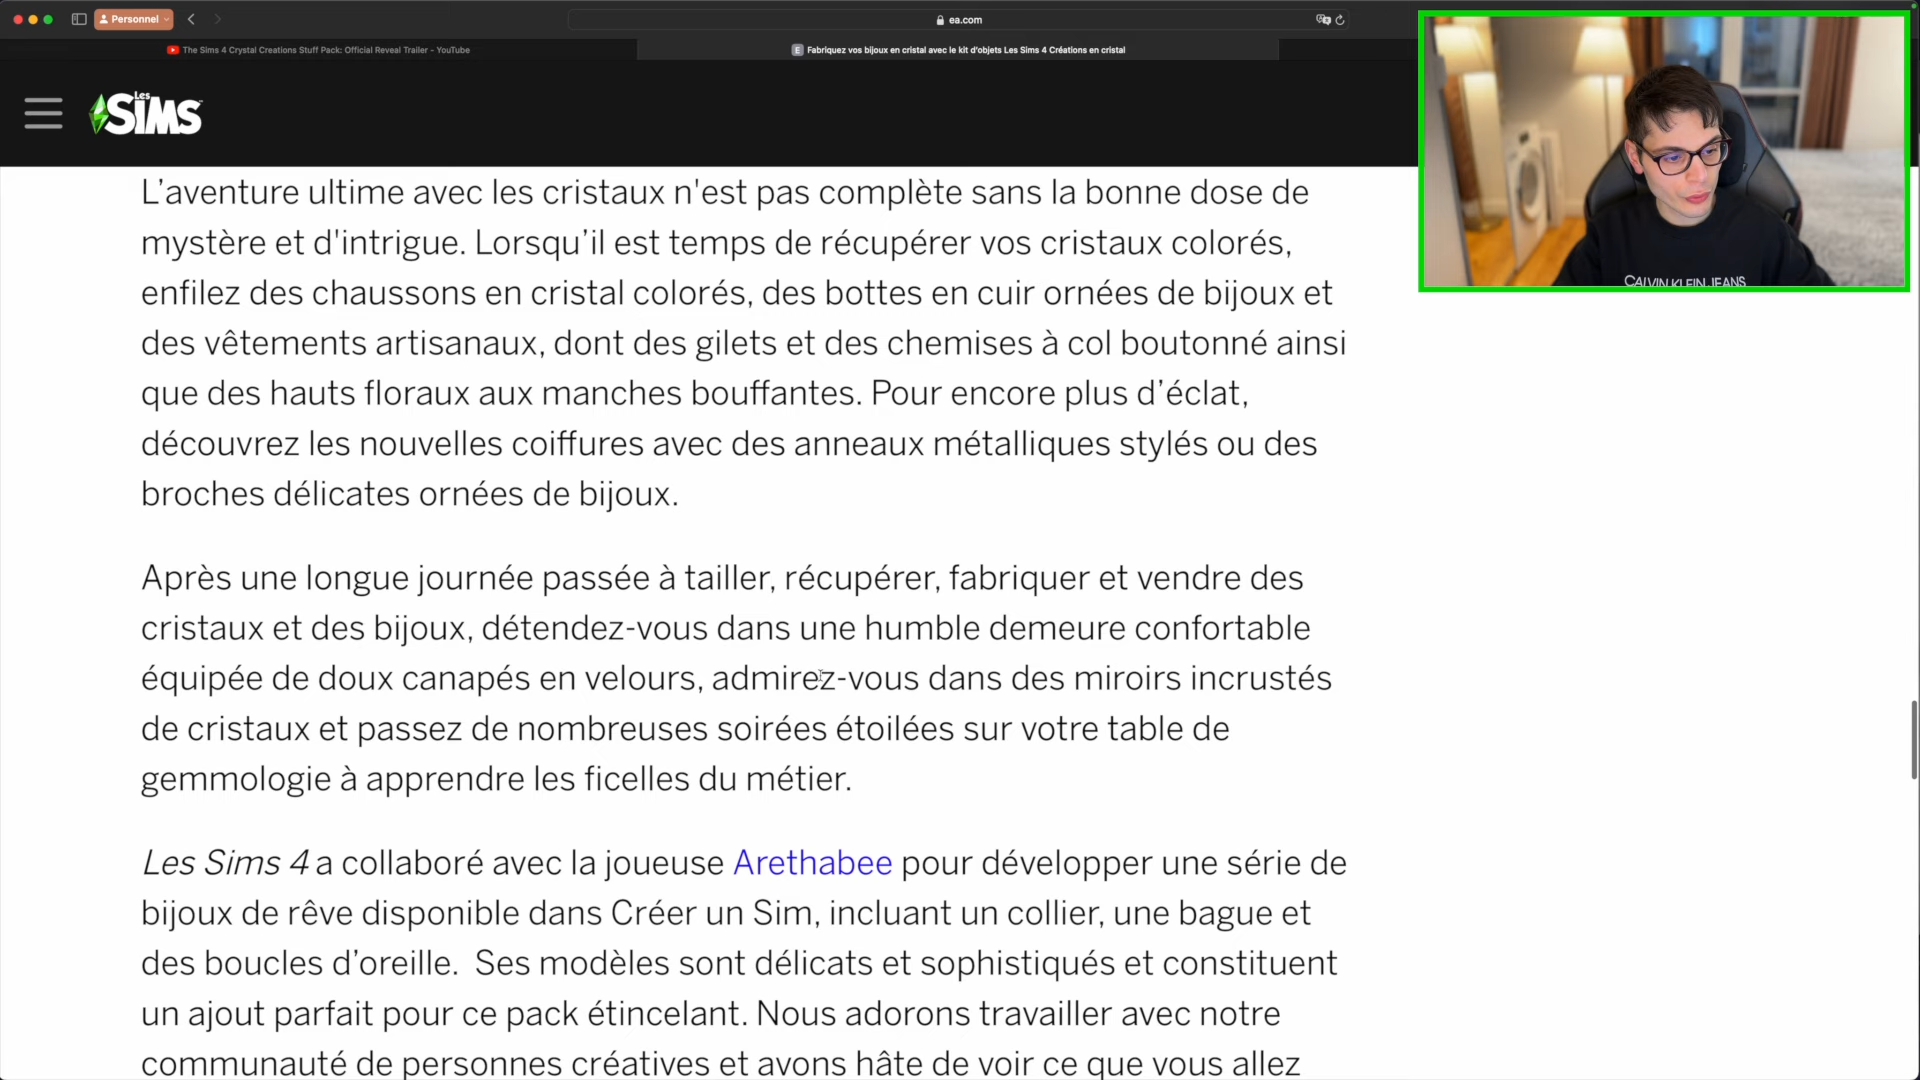 Personnel
ea.com
The Sims 4 Crystal Creations Stuff Pack: Official Reveal Trailer - YouTube
E Fabriquez vos bijoux en cristal avec le kit d'objets Les Sims 4 Créations en cristal
Les
SIMS
CALVIN KLEIN JEANS
L’aventure ultime avec les cristaux n'est pas complète sans la bonne dose de
mystère et d'intrigue. Lorsqu’il est temps de récupérer vos cristaux colorés,
enfilez des chaussons en cristal colorés, des bottes en cuir ornées de bijoux et
des vêtements artisanaux, dont des gilets et des chemises à col boutonné ainsi
que des hauts floraux aux manches bouffantes. Pour encore plus d’éclat,
découvrez les nouvelles coiffures avec des anneaux métalliques stylés ou des
broches délicates ornées de bijoux.
Après une longue journée passée à tailler, récupérer, fabriquer et vendre des
cristaux et des bijoux, détendez-vous dans une humble demeure confortable
équipée de doux canapés en velours, admirez-vous dans des miroirs incrustés
de cristaux et passez de nombreuses soirées étoilées sur votre table de
gemmologie à apprendre les ficelles du métier.
Les Sims 4 a collaboré avec la joueuse Arethabee pour développer une série de
bijoux de rêve disponible dans Créer un Sim, incluant un collier, une bague et
des boucles d’oreille.  Ses modèles sont délicats et sophistiqués et constituent
un ajout parfait pour ce pack étincelant. Nous adorons travailler avec notre
communauté de personnes créatives et avons hâte de voir ce que vous allez